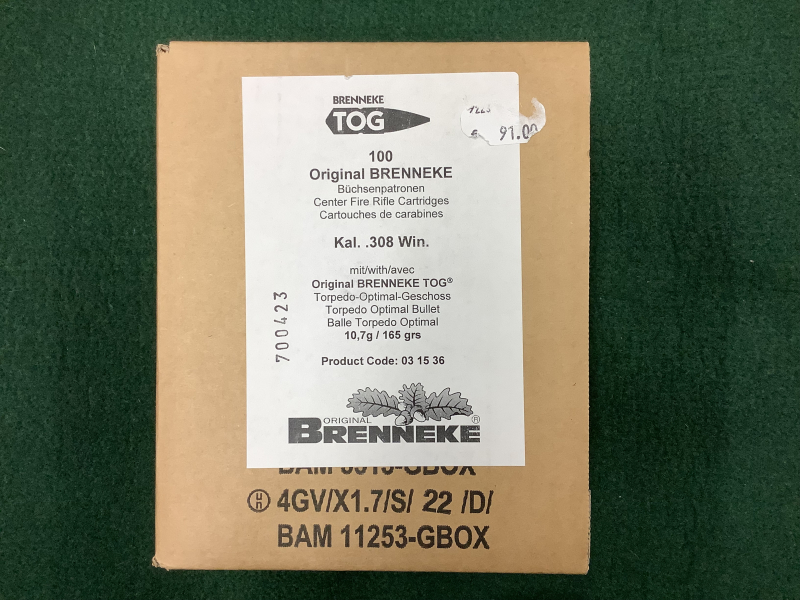 BRENNEKE
TOG
91.00
100
Original BRENNEKE
Büchsenpatronen
Center Fire Rifle Cartridges
Cartouches de carabines
Kal. .308 Win.
mit/with/avec
Original BRENNEKE TOG®
Torpedo-Optimal-Geschoss
Torpedo Optimal Bullet
Balle Torpedo Optimal
10,7g / 165 grs
700423
Product Code: 03 15 36
ORIGINAL
BRENNEKE®
un 4GV/X1.7/S/ 22 /D/
BAM 11253-GBOX